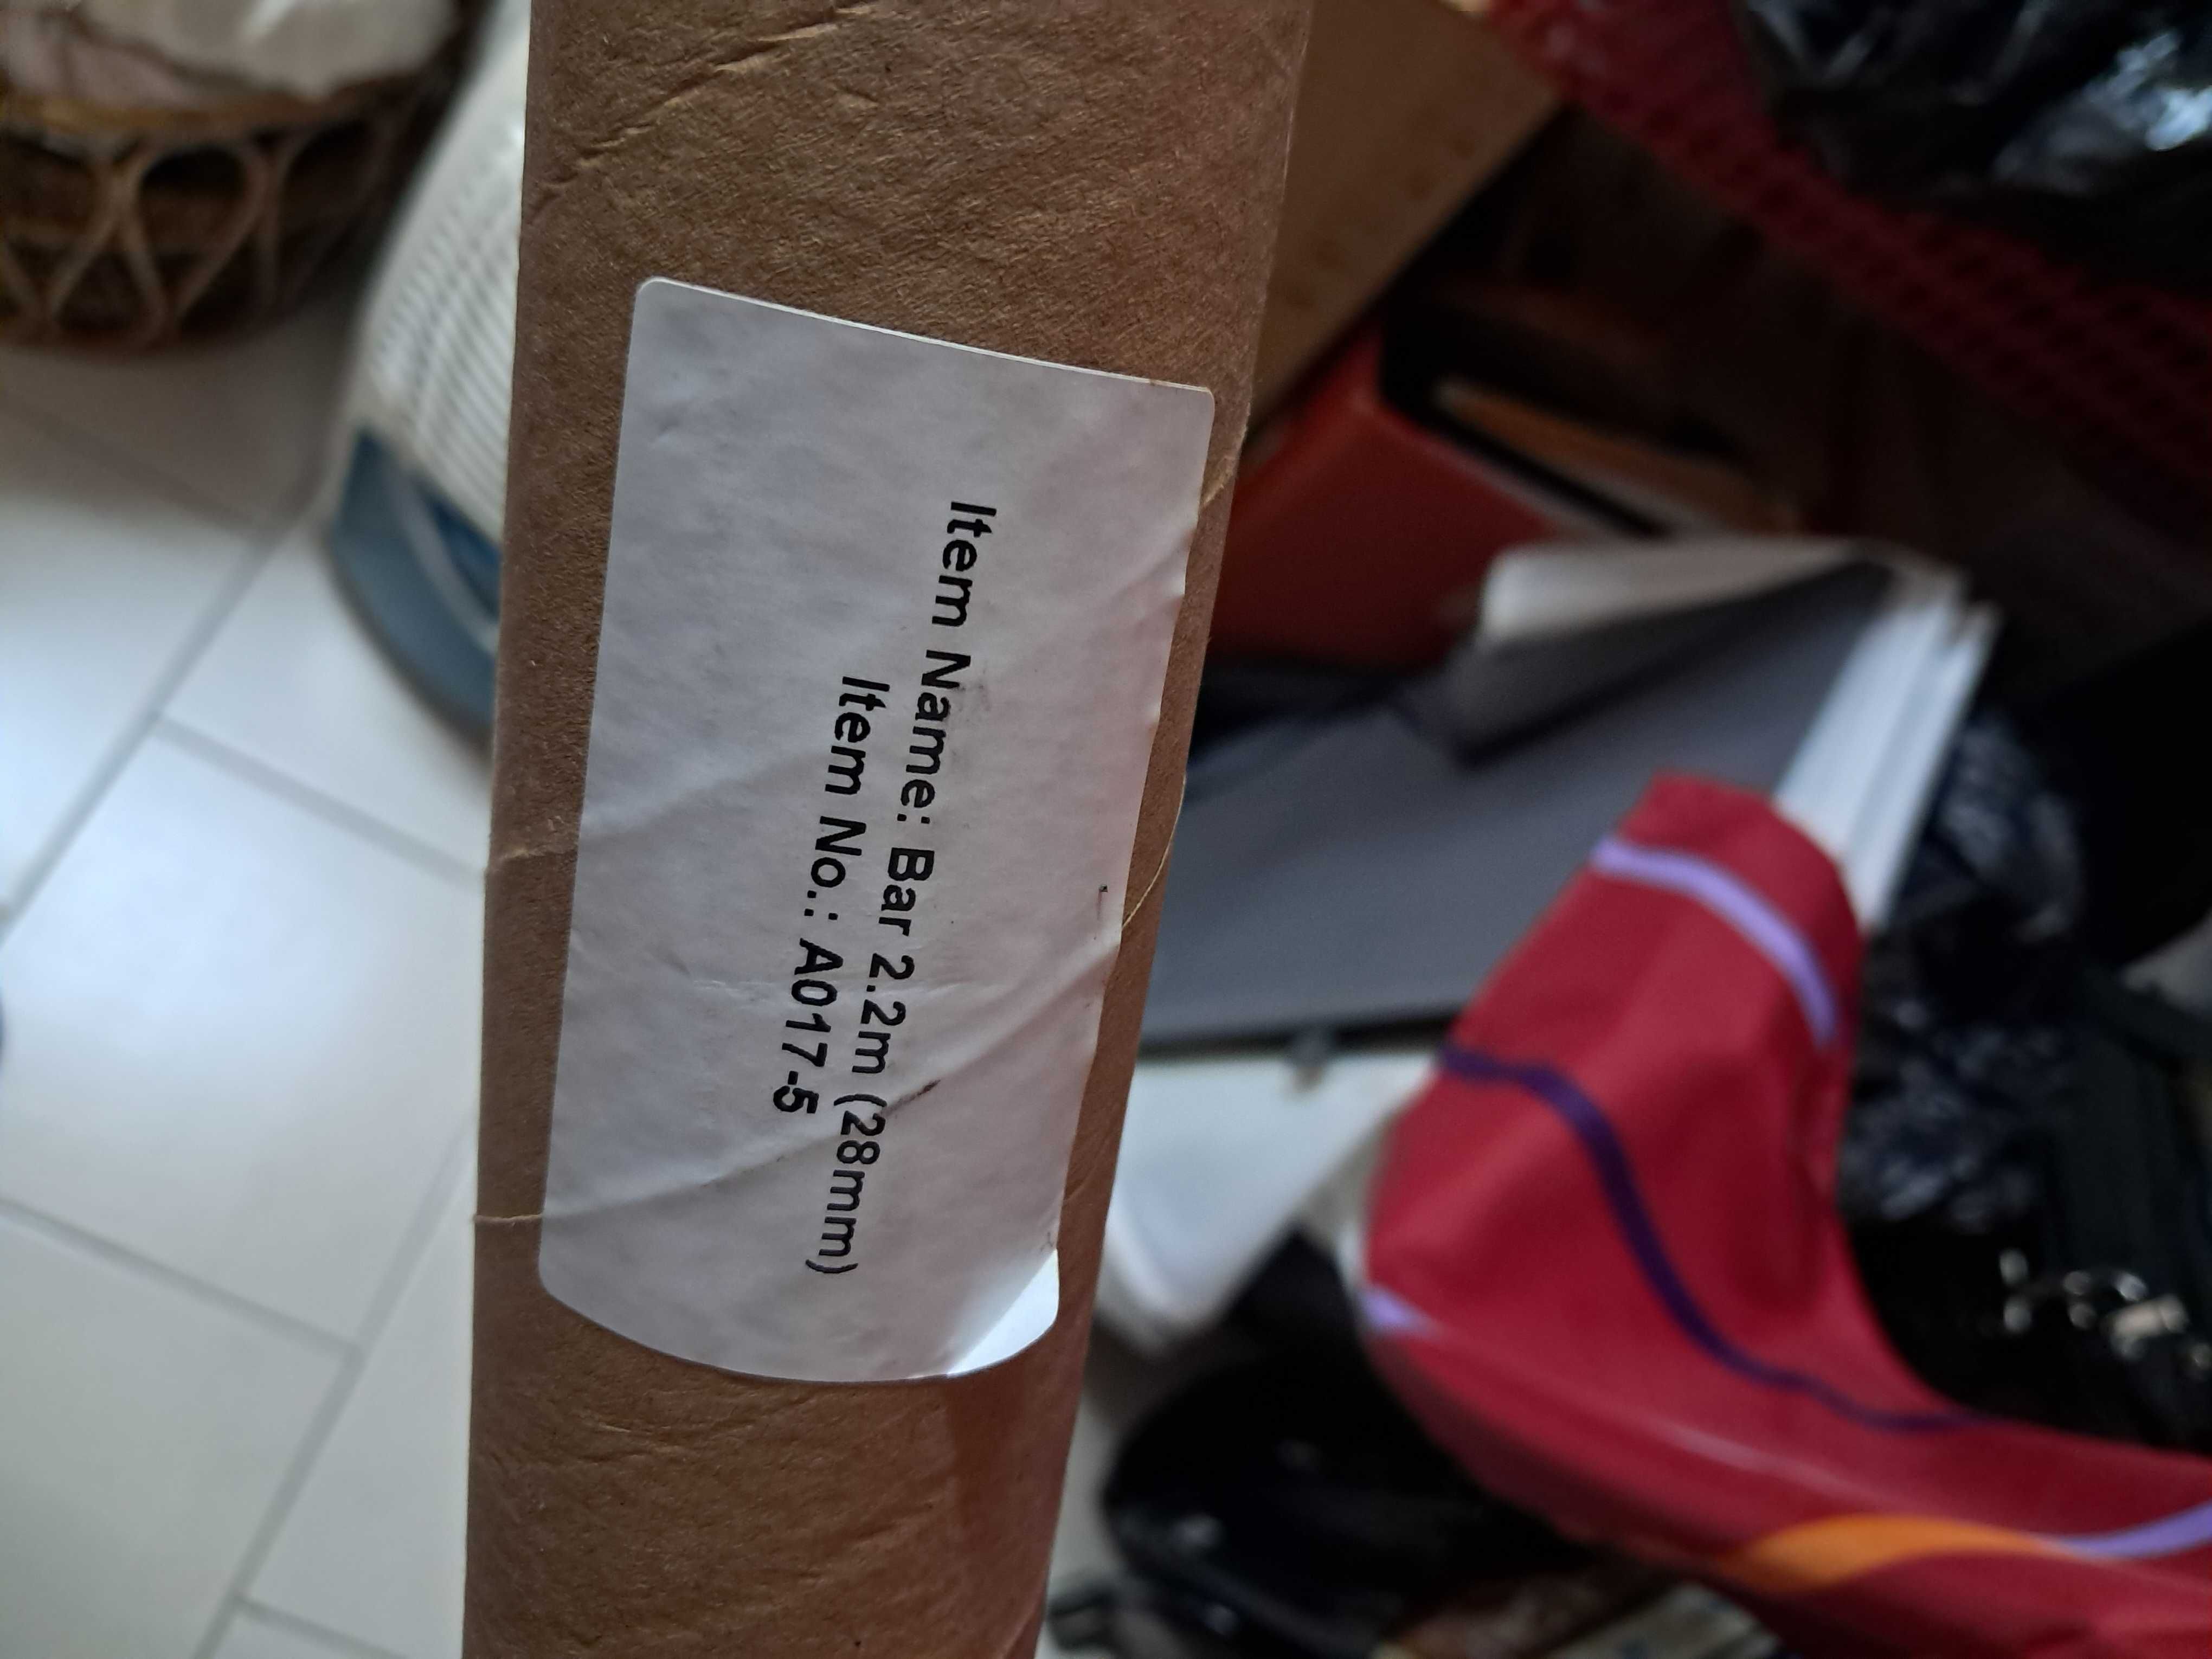 Item Name: Bar 2.2m (28mm)
Item No.: A017-5